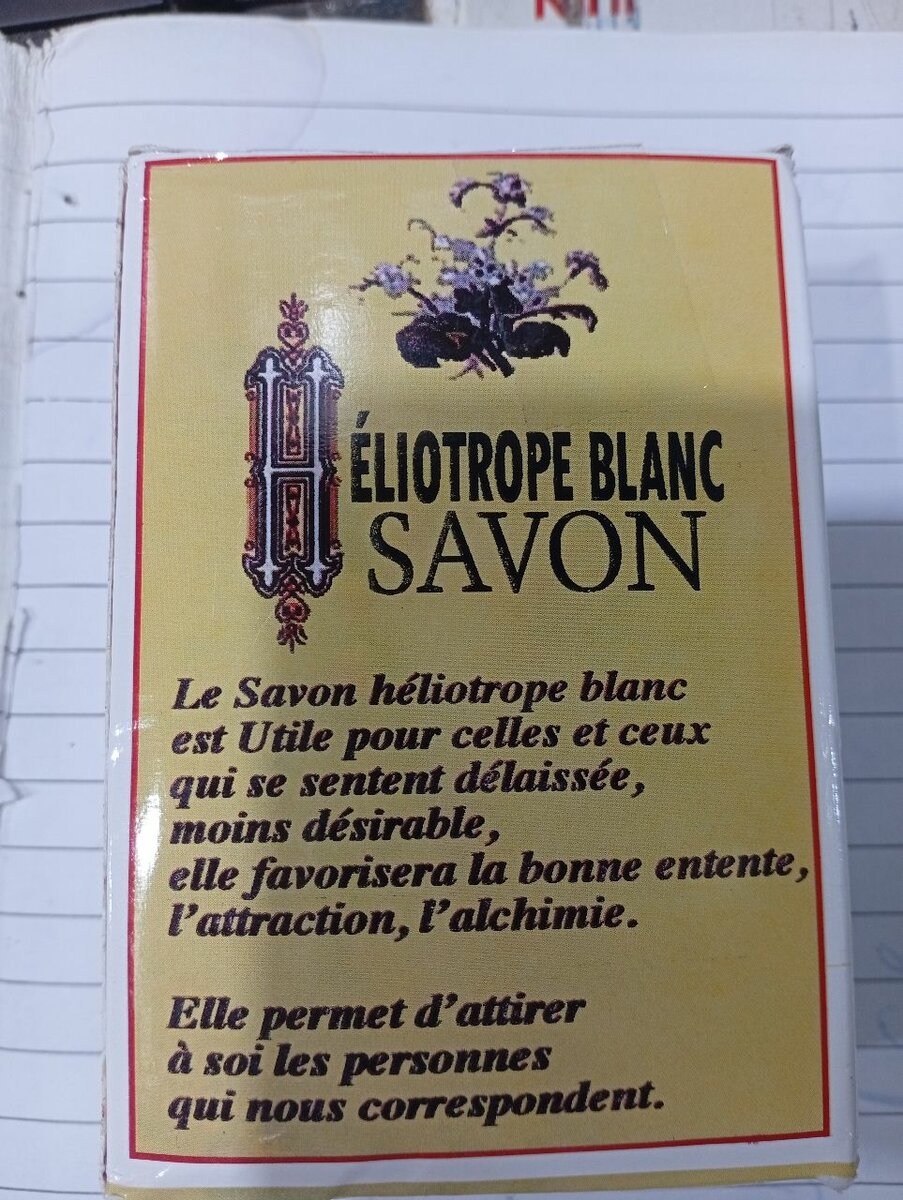 HÉLIOTROPE BLANC
SAVON
Le Savon héliotrope blanc
est Utile pour celles et ceux
qui se sentent délaissée,
moins désirable,
elle favorisera la bonne entente,
l'attraction, l'alchimie.
Elle permet d'attirer
à soi les personnes
qui nous correspondent.